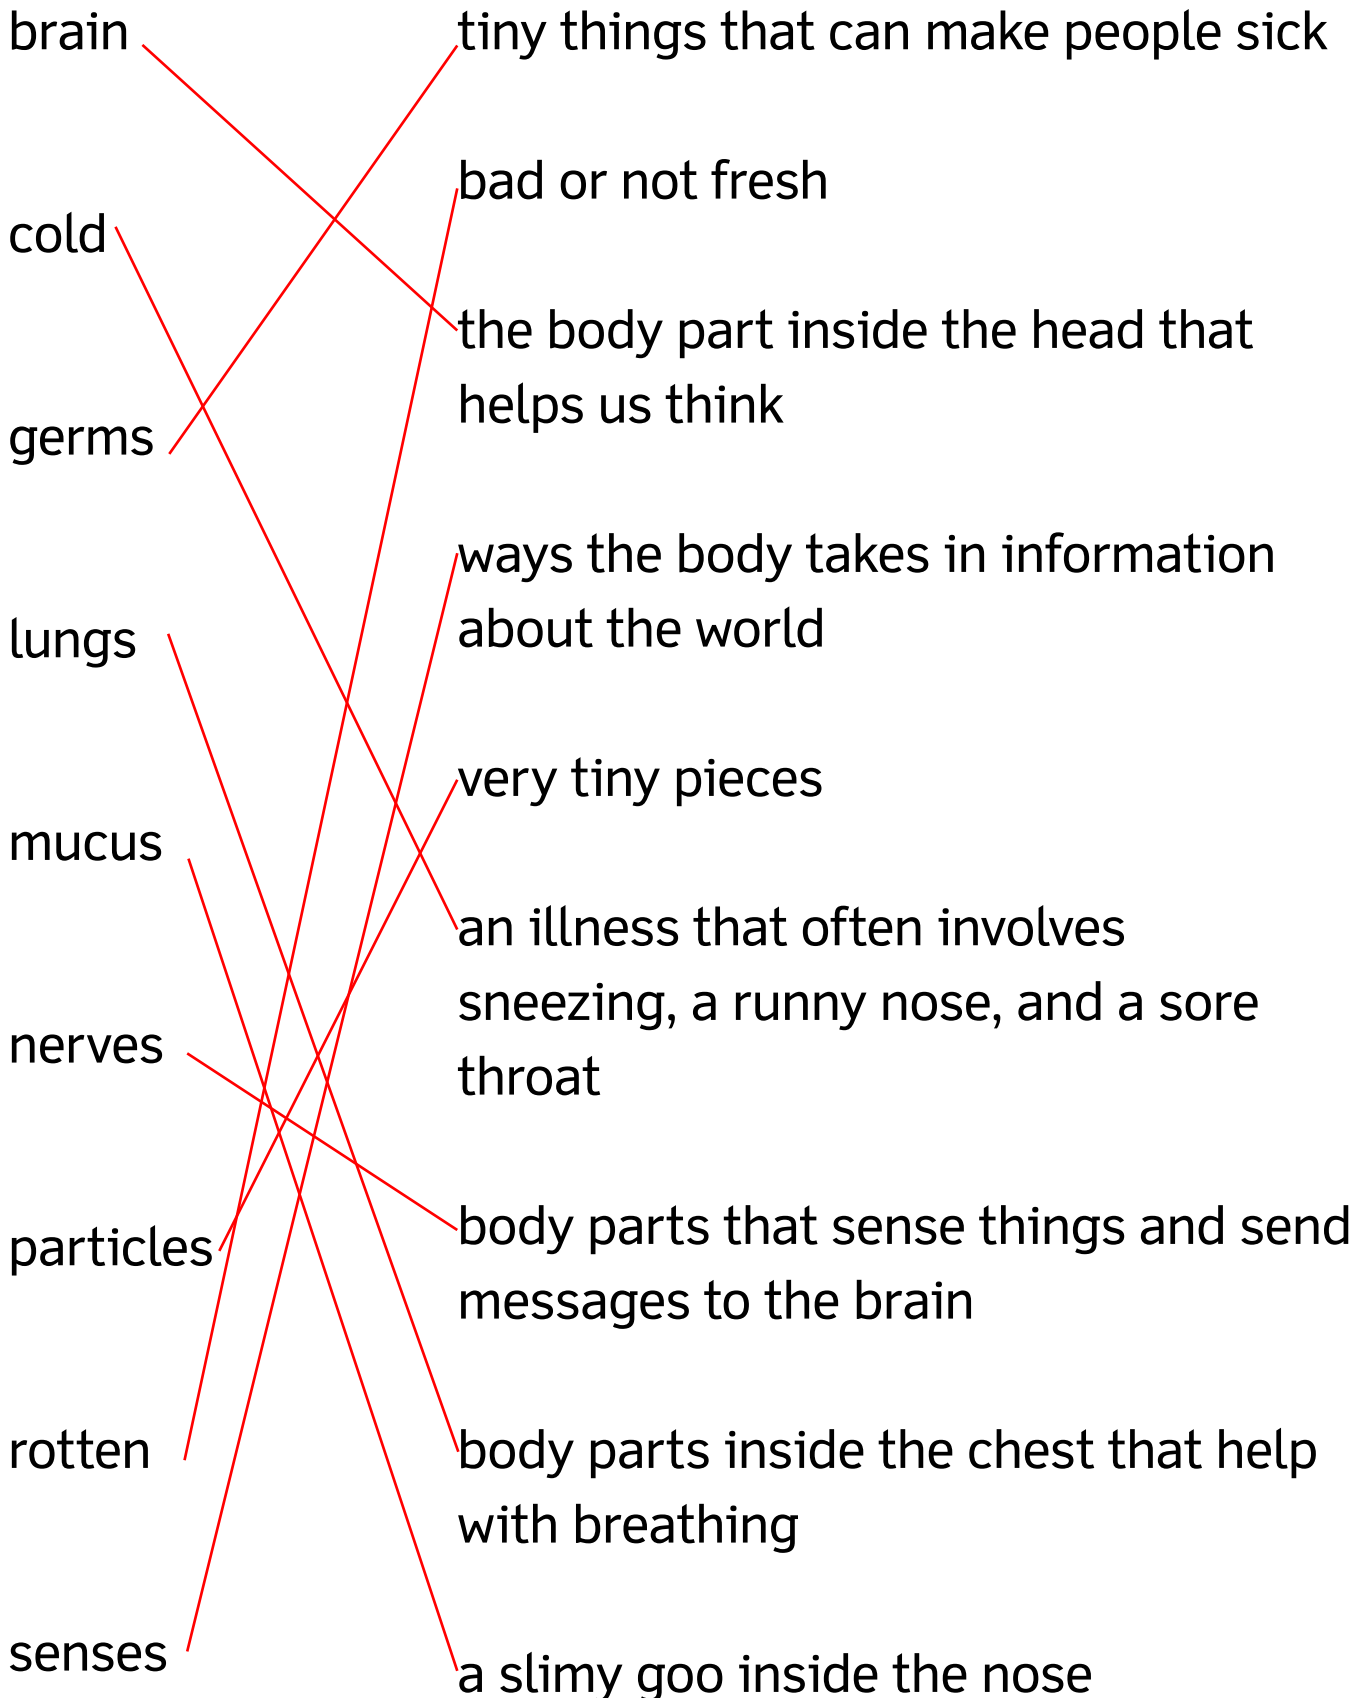 brain
tiny things that can make people sick
bad or not fresh
cold
the body part inside the head that
helps us think
germs
ways the body takes in information
about the world
lungs
very tiny pieces
mucus
an illness that often involves
sneezing, a runny nose, and a sore
throat
nerves
body parts that sense things and send
messages to the brain
particles
body parts inside the chest that help
with breathing
rotten
a slimy goo inside the nose
senses